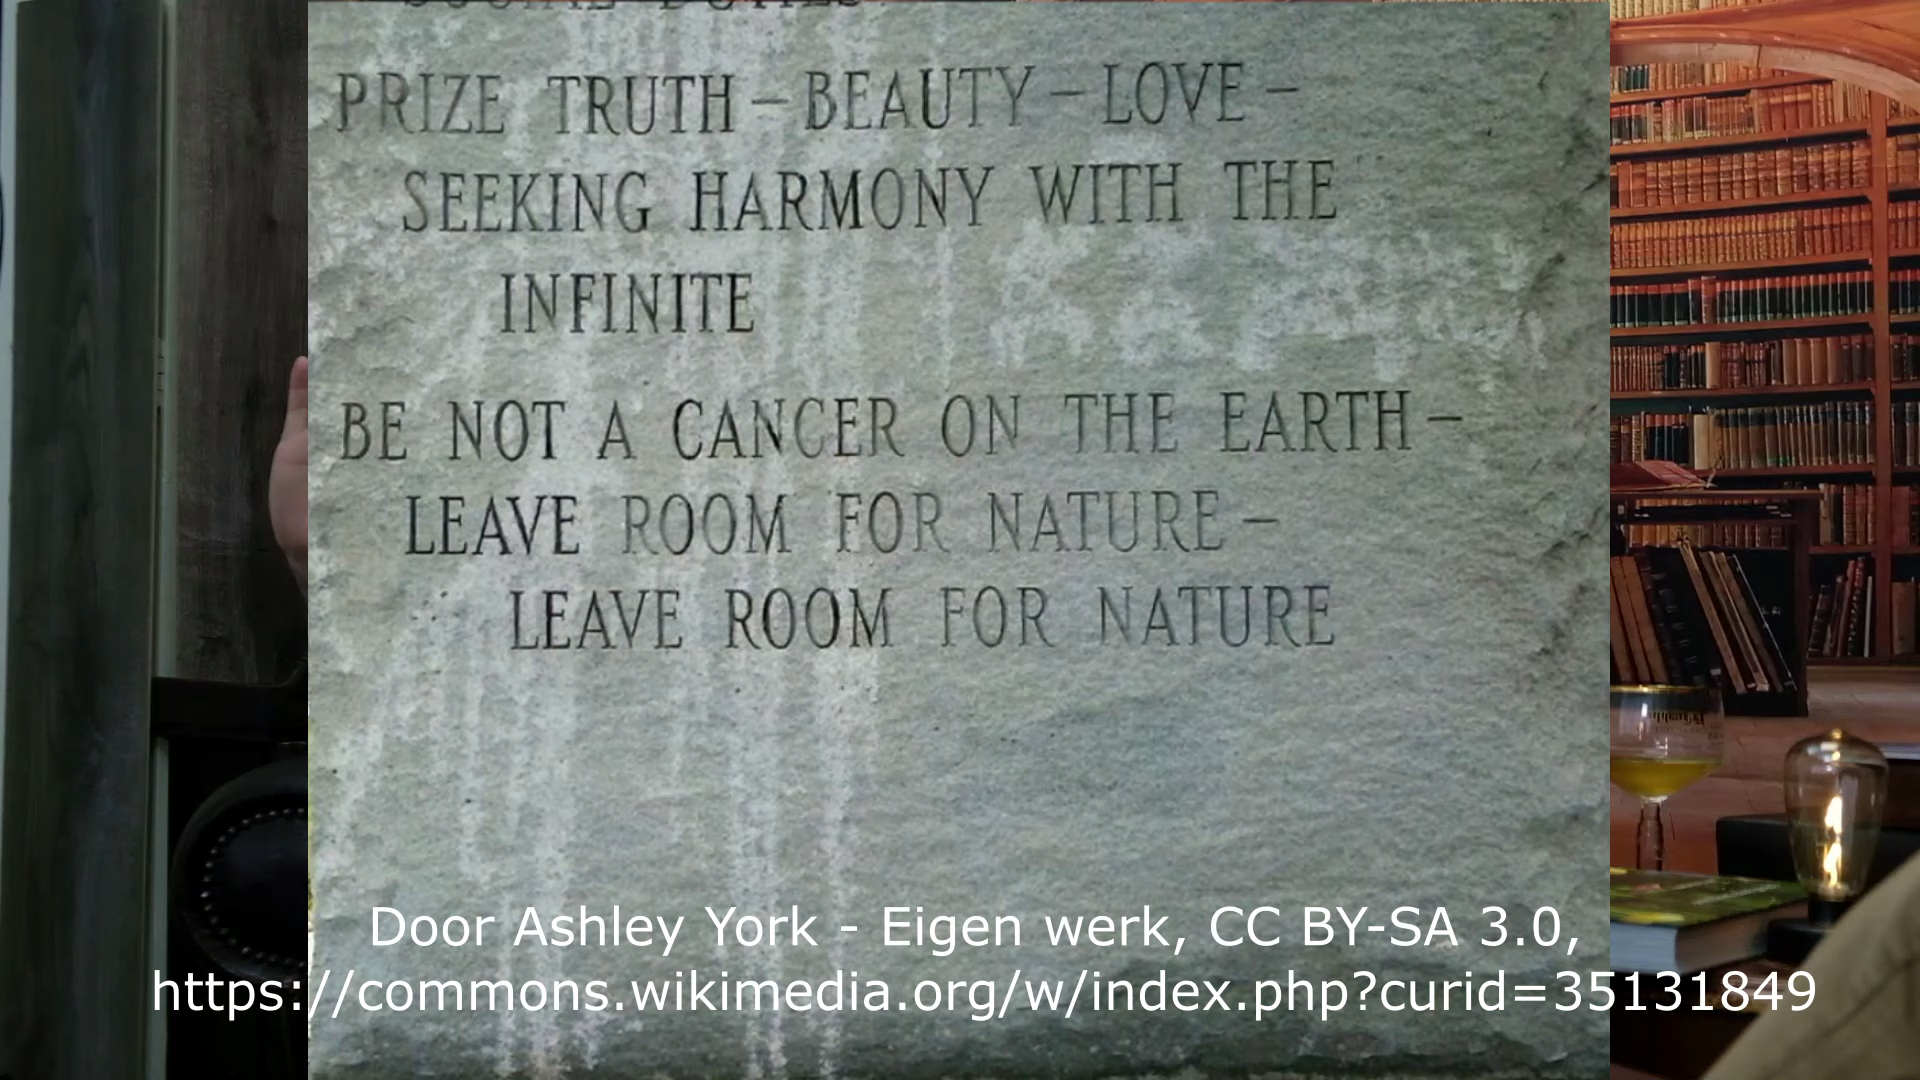 SOCIAL DUTIES
PRIZE TRUTH – BEAUTY – LOVE –
SEEKING HARMONY WITH THE
INFINITE
BE NOT A CANCER ON THE EARTH –
LEAVE ROOM FOR NATURE –
LEAVE ROOM FOR NATURE
Door Ashley York - Eigen werk, CC BY-SA 3.0,
https://commons.wikimedia.org/w/index.php?curid=35131849